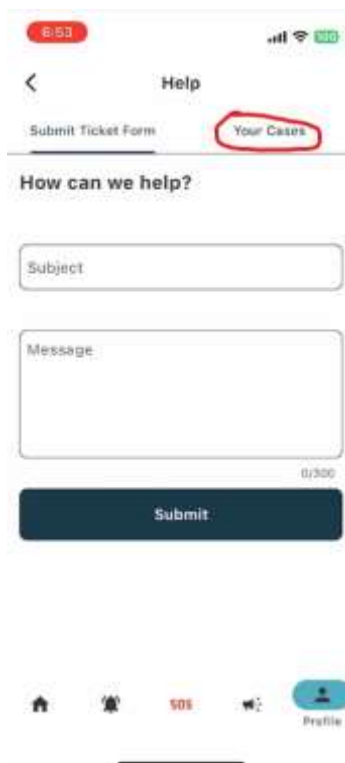 6:53
100
Help
Submit Ticket Form
Your Cases
How can we help?
Subject
Message
0/300
Submit
SOS
Profile